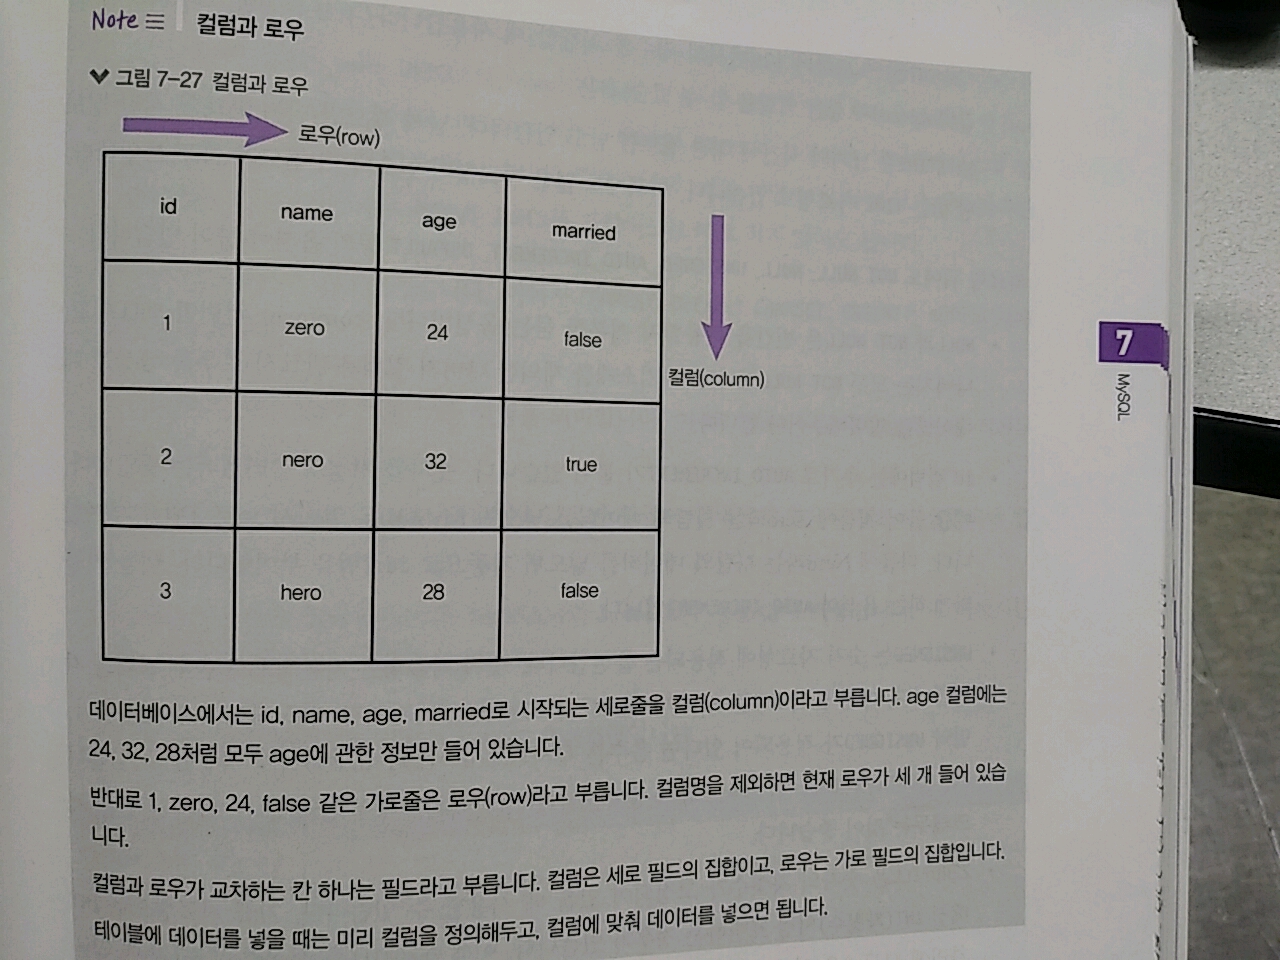 Note 컬럼과 로우
그림 7-27 컬럼과 로우
로우(row)
id name age married
1 zero 24 false
컬럼(column)
2 nero 32 true
3 hero 28 false
데이터베이스에서는 id, name, age, married로 시작되는 세로줄을 컬럼(column)이라고 부릅니다. age 컬럼에는
24, 32, 28처럼 모두 age에 관한 정보만 들어 있습니다.
반대로 1, zero, 24, false 같은 가로줄은 로우(row)라고 부릅니다. 컬럼명을 제외하면 현재 로우가 세 개 들어 있습
니다.
컬럼과 로우가 교차하는 칸 하나는 필드라고 부릅니다. 컬럼은 세로 필드의 집합이고, 로우는 가로 필드의 집합입니다.
테이블에 데이터를 넣을 때는 미리 컬럼을 정의해두고, 컬럼에 맞춰 데이터를 넣으면 됩니다.
7
MySQL